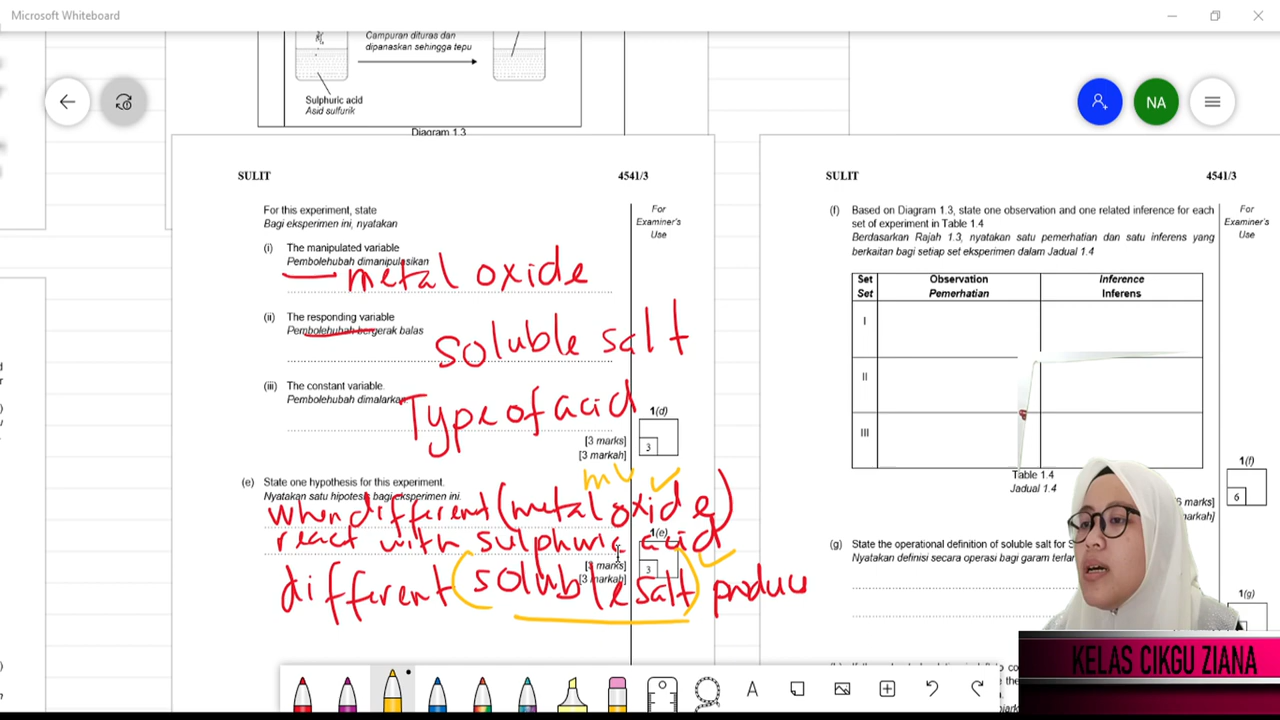 Microsoft Whiteboard
Campuran dituras dan
dipanaskan sehingga tepu
Sulphuric acid
Asid sulfurik
Diagram 1.3
NA
SULIT
4541/3
For this experiment, state
Bagi eksperimen ini, nyatakan
For
Examiner's
Use
(i) The manipulated variable
Pembolehubah dimanipulasikan
metal oxide
(ii) The responding variable
Pembolehubah bergerak balas
soluble salt
(iii) The constant variable.
Pembolehubah dimalarkan
Type of acid
1(d)
3
[3 marks]
[3 markah]
(e) State one hypothesis for this experiment.
Nyatakan satu hipotesis bagi eksperimen ini.
mv
when different (metal oxide)
react with sulphuric acid
1(e)
3
[3 marks]
[3 markah]
different (soluble salt) produce
SULIT
4541/3
(f) Based on Diagram 1.3, state one observation and one related inference for each
set of experiment in Table 1.4
Berdasarkan Rajah 1.3, nyatakan satu pemerhatian dan satu inferens yang
berkaitan bagi setiap set eksperimen dalam Jadual 1.4
For
Examiner's
Use
Set Observation Inference
Set Pemerhatian Inferens
I
II
III
Table 1.4
Jadual 1.4
1(f)
6
marks]
(g) State the operational definition of soluble salt for S
Nyatakan definisi secara operasi bagi garam terlar
1(g)
KELAS CIKGU ZIANA
A